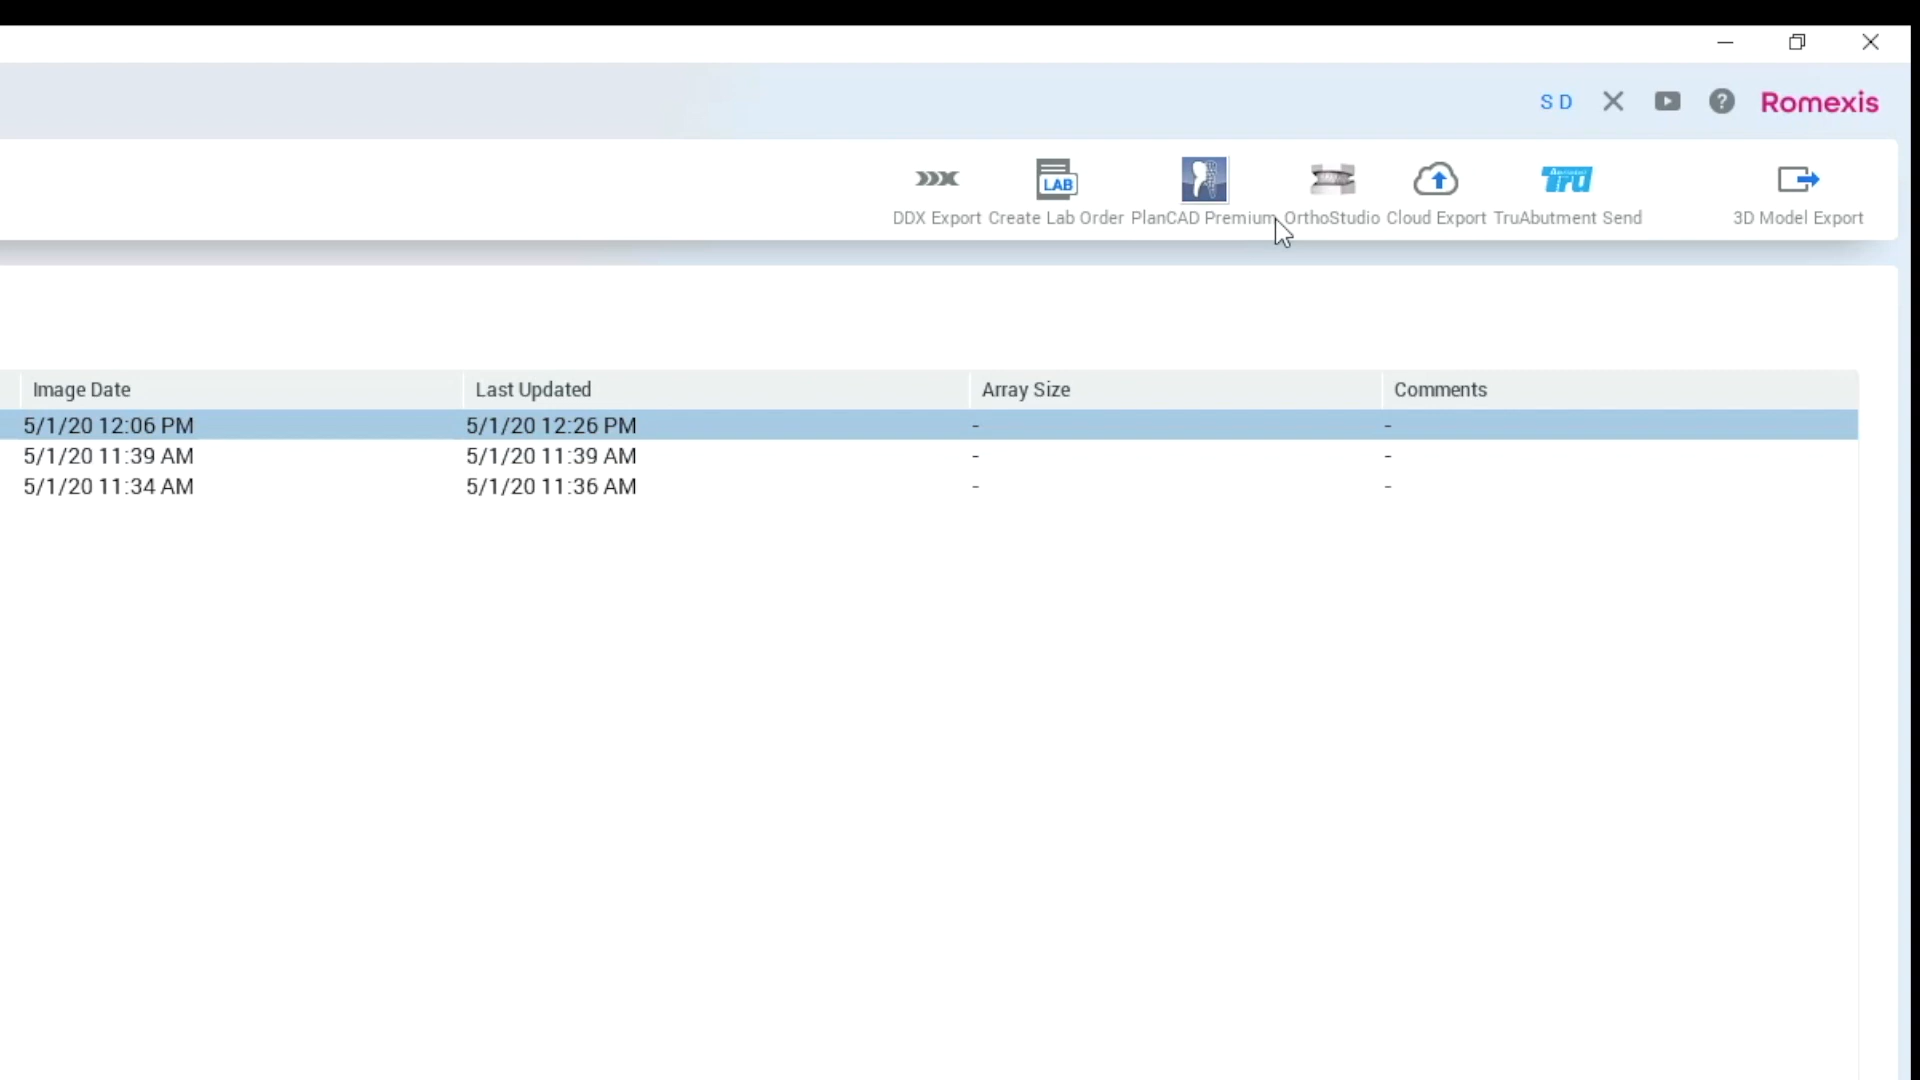 S D ? Romexis
LAB Tru
DDX Export Create Lab Order PlanCAD Premium OrthoStudio Cloud Export TruAbutment Send 3D Model Export
Image Date Last Updated Array Size Comments
5/1/20 12:06 PM 5/1/20 12:26 PM - -
5/1/20 11:39 AM 5/1/20 11:39 AM - -
5/1/20 11:34 AM 5/1/20 11:36 AM - -